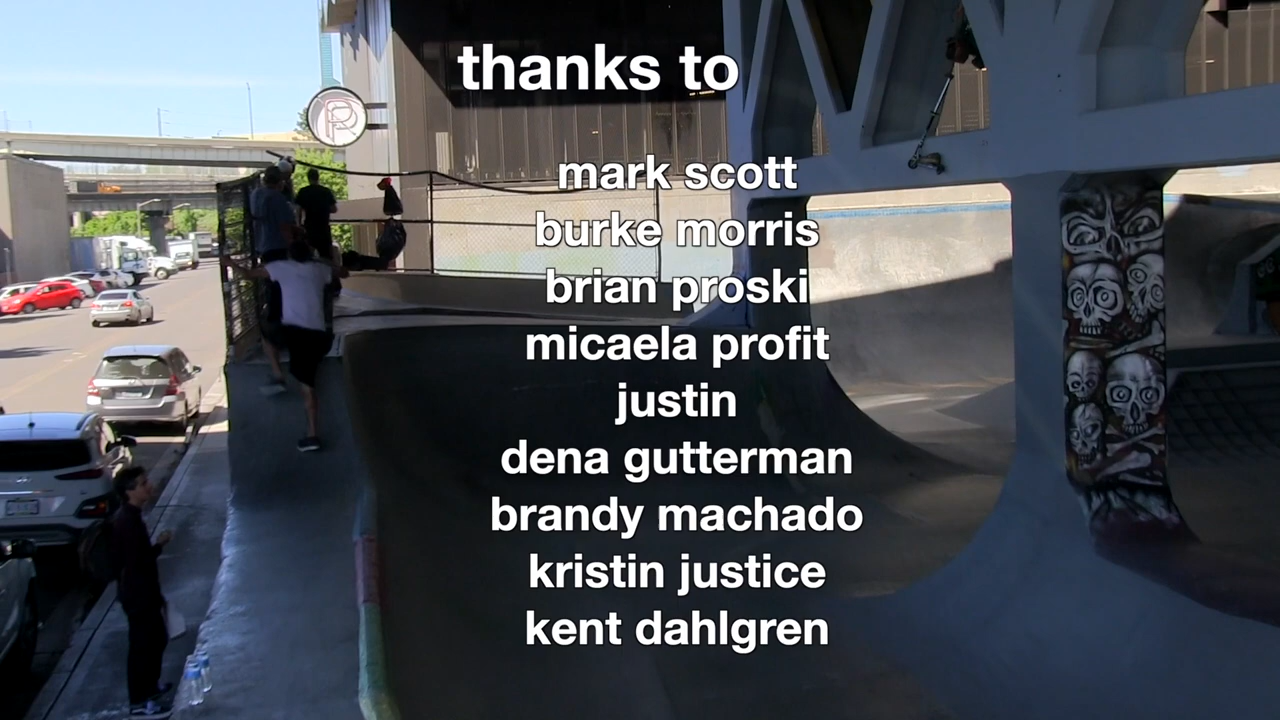 thanks to
mark scott
burke morris
brian proski
micaela profit
justin
dena gutterman
brandy machado
kristin justice
kent dahlgren